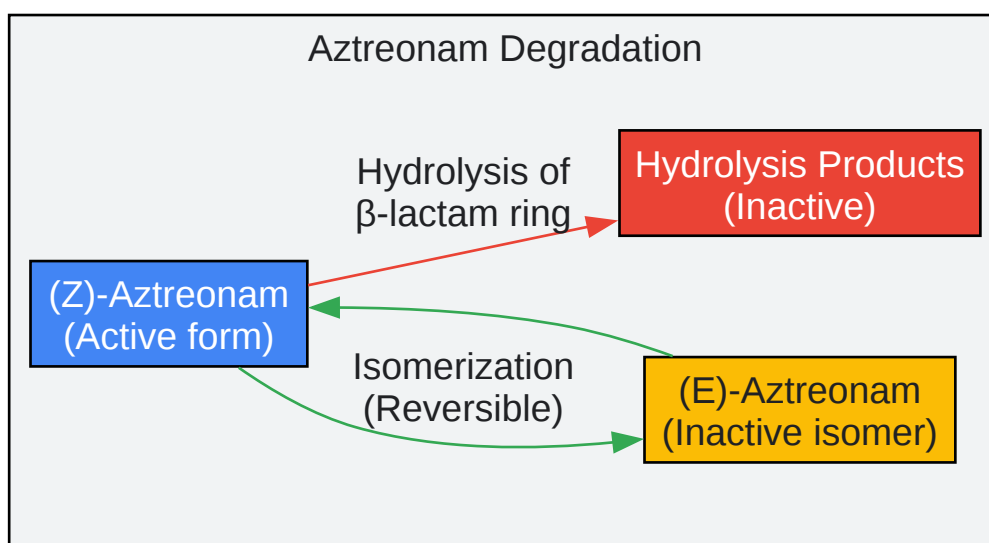 Aztreonam Degradation
Hydrolysis of
β-lactam ring
Hydrolysis Products
(Inactive)
(Z)-Aztreonam
(Active form)
Isomerization
(Reversible)
(E)-Aztreonam
(Inactive isomer)